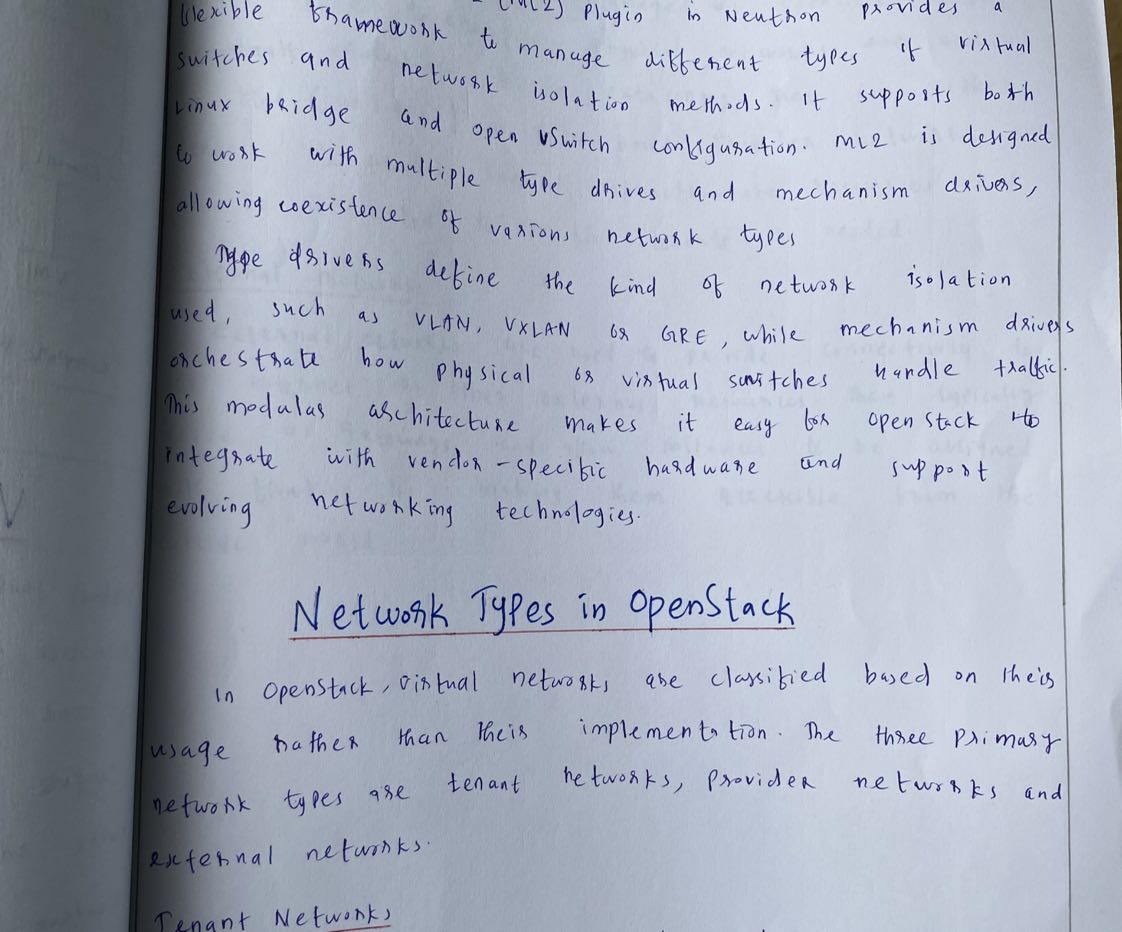 flexible framework to (ML2) Plugin in Neutron provides a
switches and network isolation manage different types of virtual
Linux bridge and open vSwitch methods. It supports both
to work with multiple type drives configuration. ML2 is designed
allowing coexistence of various network types and mechanism drivers,
Type drivers define the kind of network isolation
used, such as VLAN, VXLAN or GRE, while mechanism drivers
orchestrate how physical or virtual switches handle traffic.
This modular architecture makes it easy for openstack to
integrate with vendor-specific hardware and support
evolving networking technologies.
Network Types in OpenStack
In OpenStack, virtual networks are classified based on their
usage rather than their implementation. The three primary
network types are tenant networks, provider networks and
external networks.
Tenant Networks